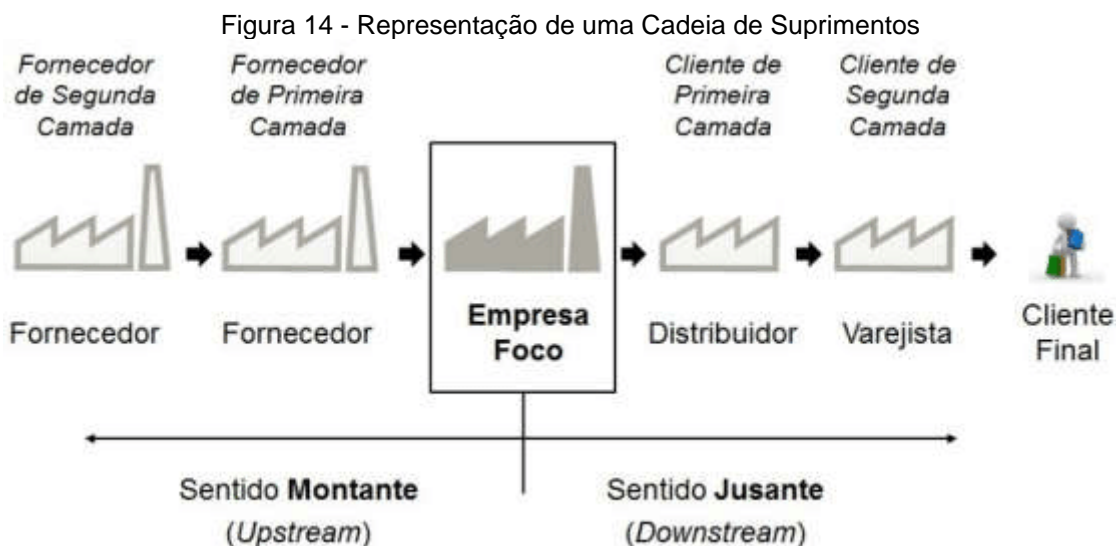 Figura 14 - Representação de uma Cadeia de Suprimentos
Fornecedor
de Segunda
Camada
Fornecedor
de Primeira
Camada
Cliente de
Primeira
Camada
Cliente de
Segunda
Camada
Fornecedor
Fornecedor
Empresa
Foco
Distribuidor
Varejista
Cliente
Final
Sentido Montante
(Upstream)
Sentido Jusante
(Downstream)